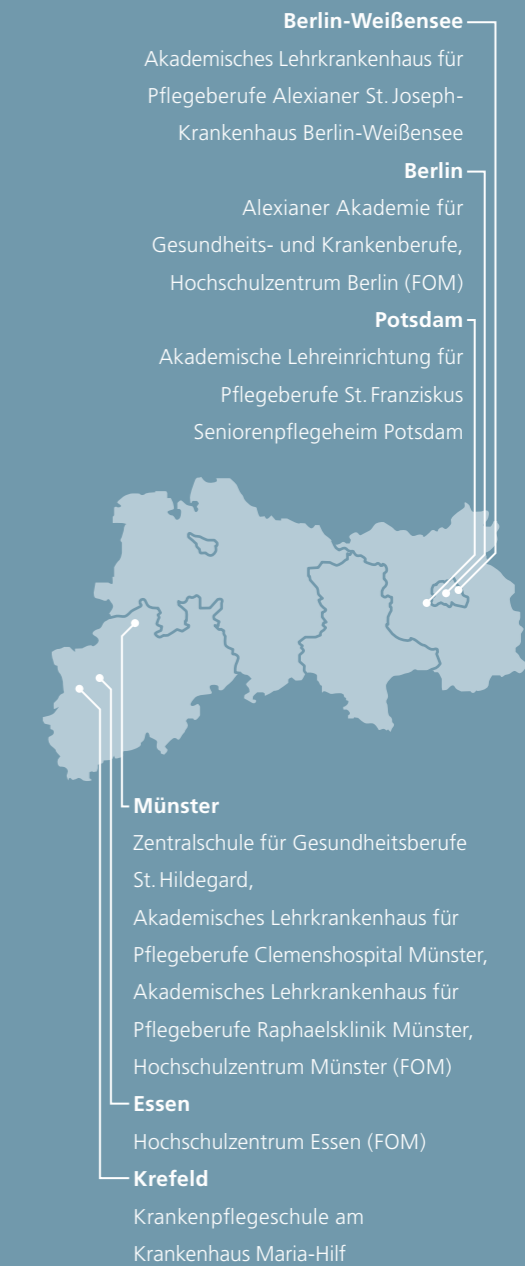 Berlin-Weißensee
Akademisches Lehrkrankenhaus für
Pflegeberufe Alexianer St. Joseph-
Krankenhaus Berlin-Weißensee
Berlin
Alexianer Akademie für
Gesundheits- und Krankenberufe,
Hochschulzentrum Berlin (FOM)
Potsdam
Akademische Lehreinrichtung für
Pflegeberufe St. Franziskus
Seniorenpflegeheim Potsdam
Münster
Zentralschule für Gesundheitsberufe
St. Hildegard,
Akademisches Lehrkrankenhaus für
Pflegeberufe Clemenshospital Münster,
Akademisches Lehrkrankenhaus für
Pflegeberufe Raphaelsklinik Münster,
Hochschulzentrum Münster (FOM)
Essen
Hochschulzentrum Essen (FOM)
Krefeld
Krankenpflegeschule am
Krankenhaus Maria-Hilf